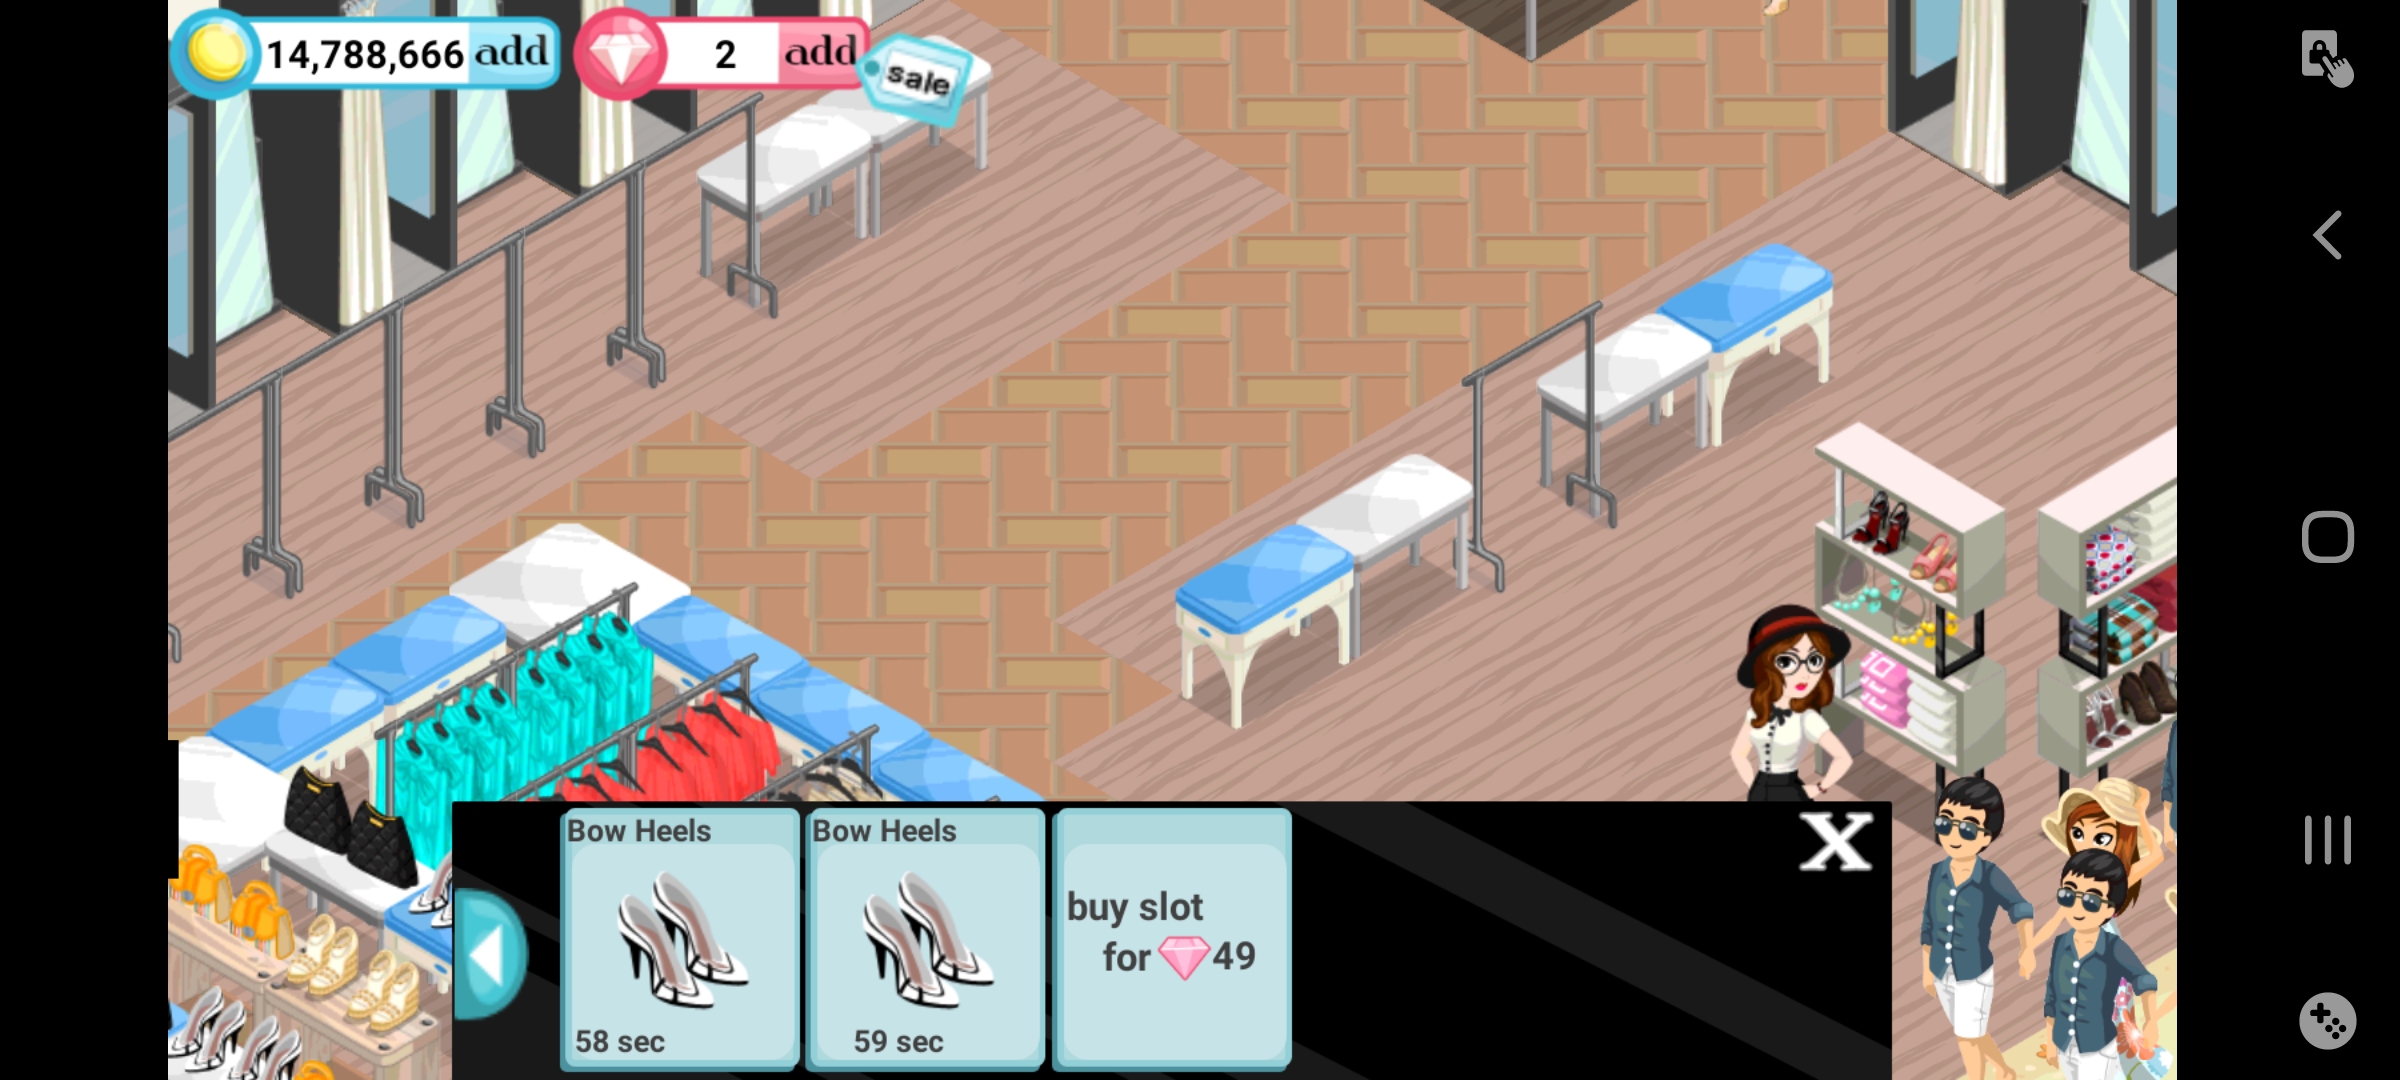 14,788,666 add
2 add
sale
Bow Heels
58 sec
Bow Heels
59 sec
buy slot
for 49
X